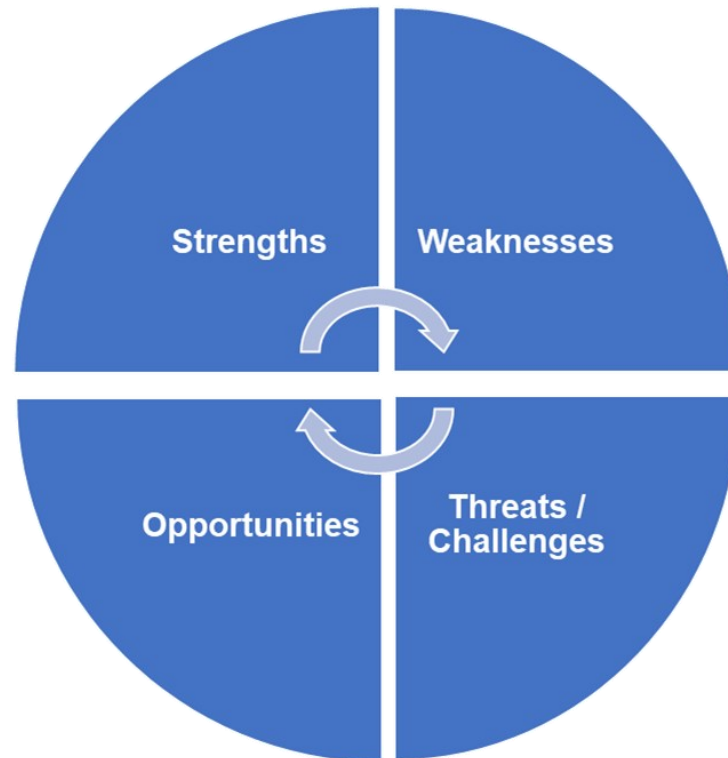 Strengths
Weaknesses
Opportunities
Threats /
Challenges